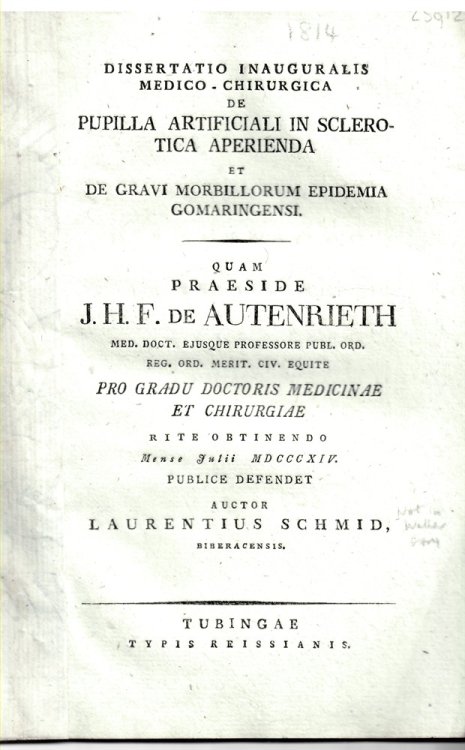 1814
DISSERTATIO INAUGURALIS
MEDICO-CHIRURGICA
DE
PUPILLA ARTIFICIALI IN SCLERO-
TICA APERIENDA
ET
DE GRAVI MORBILLORUM EPIDEMIA
GOMARINGENSI.
QUAM
PRAESIDE
J. H. F. DE AUTENRIETH
MED. DOCT. EJUSQUE PROFESSORE PUBL. ORD.
REG. ORD. MERIT. CIV. EQUITE
PRO GRADU DOCTORIS MEDICINAE
ET CHIRURGIAE
RITE OBTINENDO
Mense Julii MDCCCXIV.
PUBLICE DEFENDET
AUCTOR
LAURENTIUS SCHMID,
BIBERACENSIS.
Not in
TUBINGAE
TYPIS REISSIANIS.